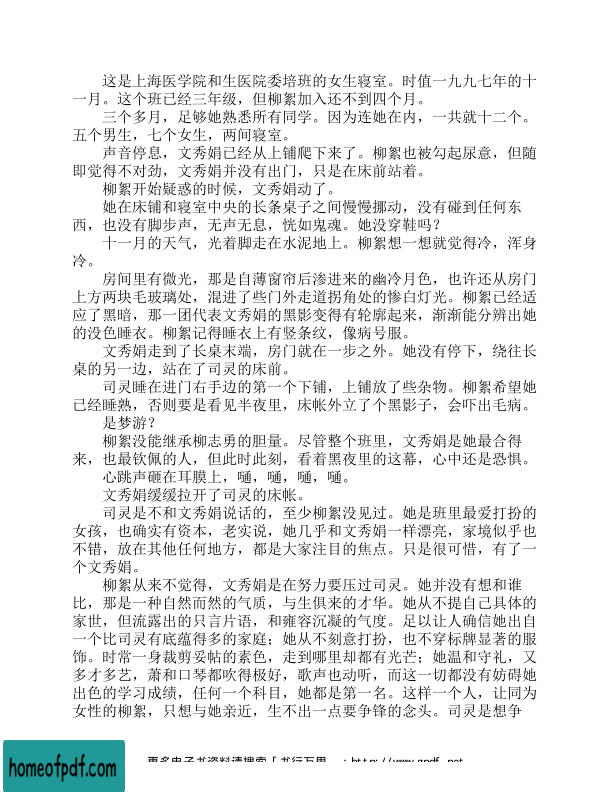 这是上海医学院和生医院委培班的女生寝室。时值一九九七年的十
一月。这个班已经三年级，但柳絮加入还不到四个月。
三个多月，足够她熟悉所有同学。因为连她在内，一共就十二个。
五个男生，七个女生，两间寝室。
声音停息，文秀娟已经从上铺爬下来了。柳絮也被勾起尿意，但随
即觉得不对劲，文秀娟并没有出门，只是在床前站着。
柳絮开始疑惑的时候，文秀娟动了。
她在床铺和寝室中央的长条桌子之间慢慢挪动，没有碰到任何东
西，也没有脚步声，无声无息，恍如鬼魂。她没穿鞋吗？
十一月的天气，光着脚走在水泥地上。柳絮想一想就觉得冷，浑身
冷。
房间里有微光，那是自薄窗帘后渗进来的幽冷月色，也许还从房门
上方两块毛玻璃处，混进了些门外走道拐角处的惨白灯光。柳絮已经适
应了黑暗，那一团代表文秀娟的黑影变得有轮廓起来，渐渐能分辨出她
的没色睡衣。柳絮记得睡衣上有竖条纹，像病号服。
文秀娟走到了长桌末端，房门就在一步之外。她没有停下，绕往长
桌的另一边，站在了司灵的床前。
司灵睡在进门右手边的第一个下铺，上铺放了些杂物。柳絮希望她
已经睡熟，否则要是看见半夜里，床帐外立了个黑影子，会吓出毛病。
是梦游？
柳絮没能继承柳志勇的胆量。尽管整个班里，文秀娟是她最合得
来，也最钦佩的人，但此时此刻，看着黑夜里的这幕，心中还是恐惧。
心跳声砸在耳膜上，嗵，嗵，嗵，嗵。
文秀娟缓缓拉开了司灵的床帐。
司灵是不和文秀娟说话的，至少柳絮没见过。她是班里最爱打扮的
女孩，也确实有资本，老实说，她几乎和文秀娟一样漂亮，家境似乎也
不错，放在其他任何地方，都是大家注目的焦点。只是很可惜，有了一
个文秀娟。
柳絮从来不觉得，文秀娟是在努力要压过司灵。她并没有想和谁
比，那是一种自然而然的气质，与生俱来的才华。她从不提自己具体的
家世，但流露出的只言片语，和雍容沉凝的气度。足以让人确信她出自
一个比司灵有底蕴得多的家庭；她从不刻意打扮，也不穿标牌显著的服
饰。时常一身裁剪妥帖的素色，走到哪里却都有光芒；她温和守礼，又
多才多艺，萧和口琴都吹得极好，歌声也动听，而这一切都没有妨碍她
出色的学习成绩，任何一个科目，她都是第一名。这样一个人，让同为
女性的柳絮，只想与她亲近，生不出一点要争锋的念头。司灵是想争
homeofpdf.com